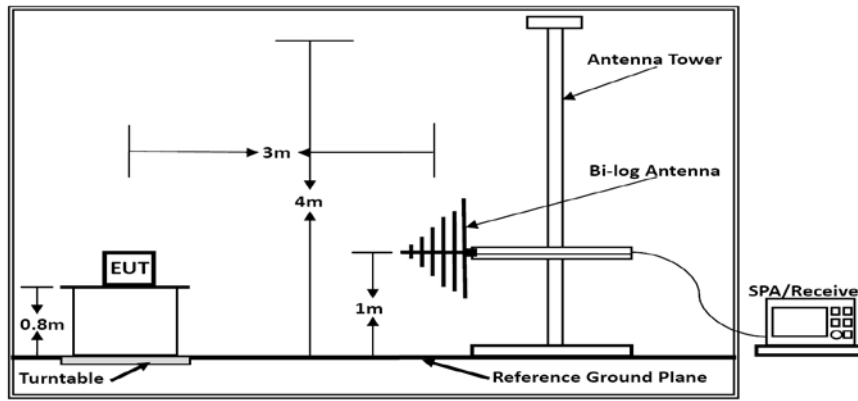 Antenna Tower
3m
Bi-log Antenna
4m
EUT
SPA/Receive
0.8m
1m
Turntable
Reference Ground Plane